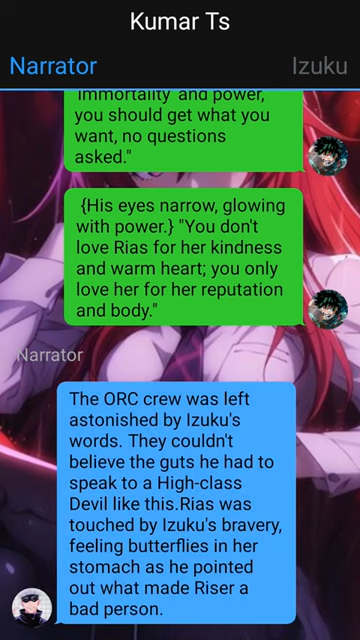 Kumar Ts
Narrator
Izuku
Immortality and power,
you should get what you
want, no questions
asked."
{His eyes narrow, glowing
with power.} "You don't
love Rias for her kindness
and warm heart; you only
love her for her reputation
and body."
Narrator
The ORC crew was left
astonished by Izuku's
words. They couldn't
believe the guts he had to
speak to a High-class
Devil like this.Rias was
touched by Izuku's bravery,
feeling butterflies in her
stomach as he pointed
out what made Riser a
bad person.